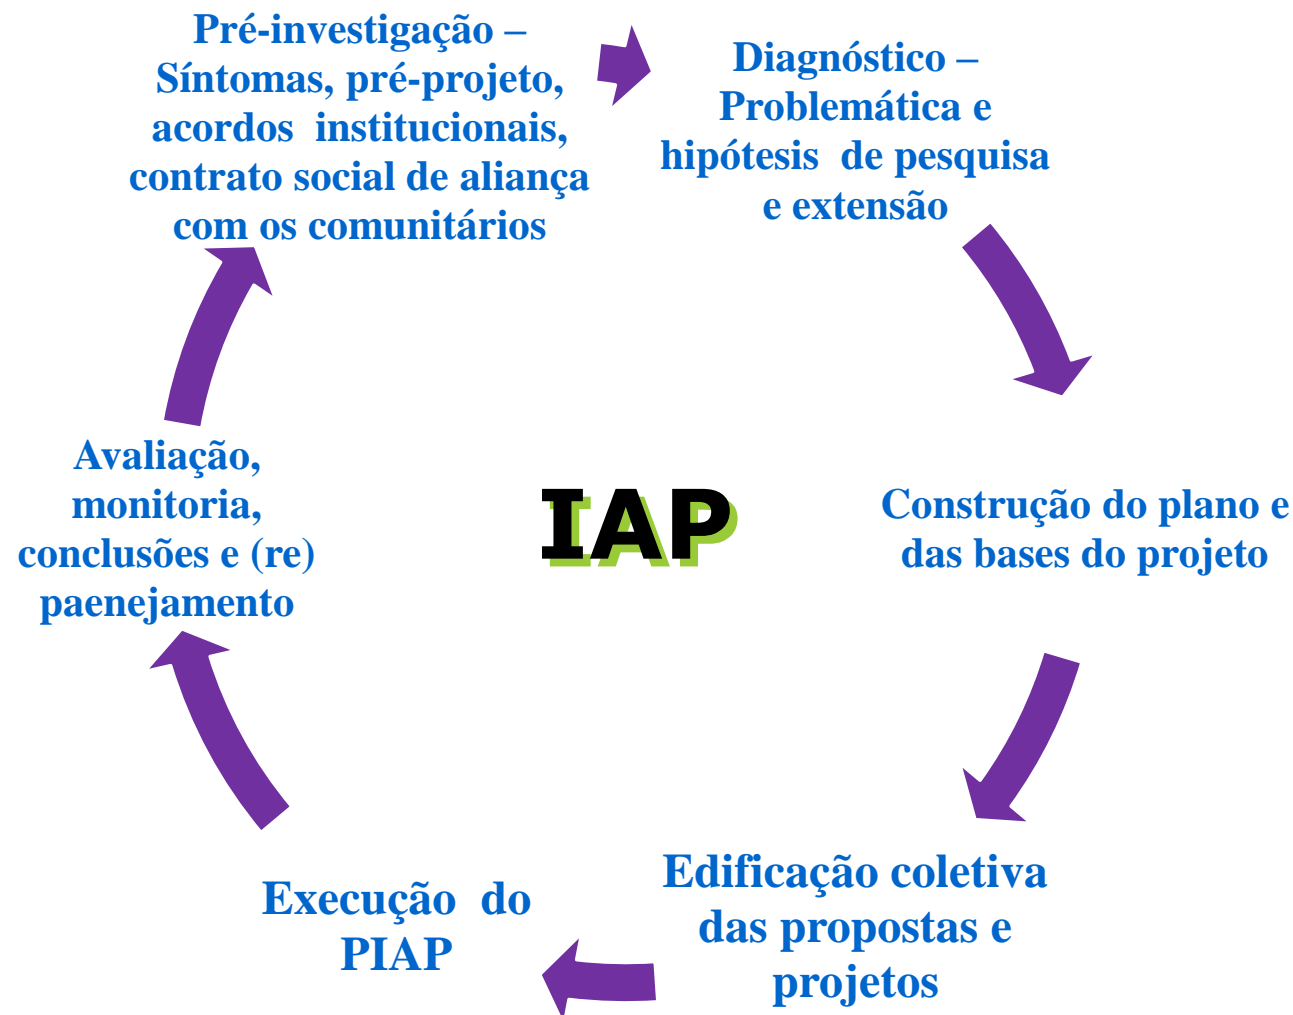 Pré-investigação –
Síntomas, pré-projeto,
acordos  institucionais,
contrato social de aliança
com os comunitários
Diagnóstico –
Problemática e
hipótesis  de pesquisa
e extensão
Construção do plano e
das bases do projeto
Edificação coletiva
das propostas e
projetos
Execução  do
PIAP
Avaliação,
monitoria,
conclusões e (re)
paenejamento
IAP